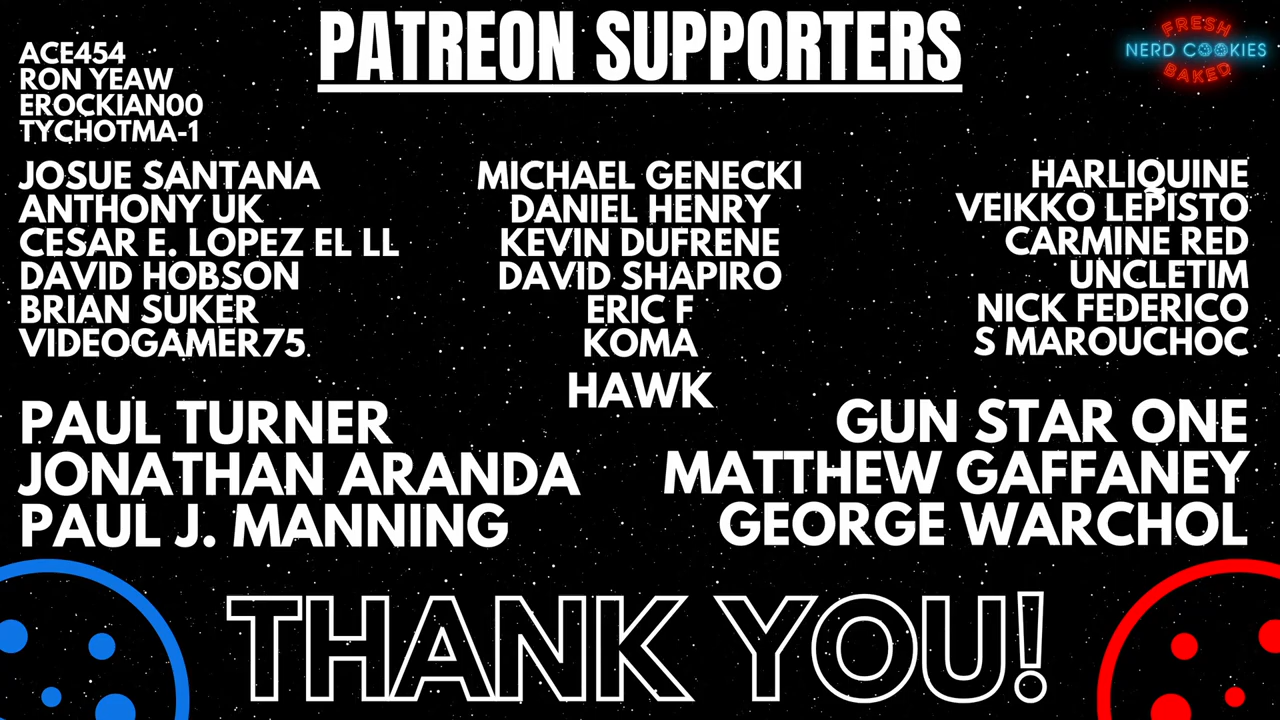 PATREON SUPPORTERS
FRESH
NERD COOKIES
BAKED
ACE454
RON YEAW
EROCKIAN00
TYCHOTMA-1
JOSUE SANTANA
ANTHONY UK
CESAR E. LOPEZ EL LL
DAVID HOBSON
BRIAN SUKER
VIDEOGAMER75
MICHAEL GENECKI
DANIEL HENRY
KEVIN DUFRENE
DAVID SHAPIRO
ERIC F
KOMA
HAWK
HARLIQUINE
VEIKKO LEPISTO
CARMINE RED
UNCLETIM
NICK FEDERICO
S MAROUCHOC
PAUL TURNER
JONATHAN ARANDA
PAUL J. MANNING
GUN STAR ONE
MATTHEW GAFFANEY
GEORGE WARCHOL
THANK YOU!